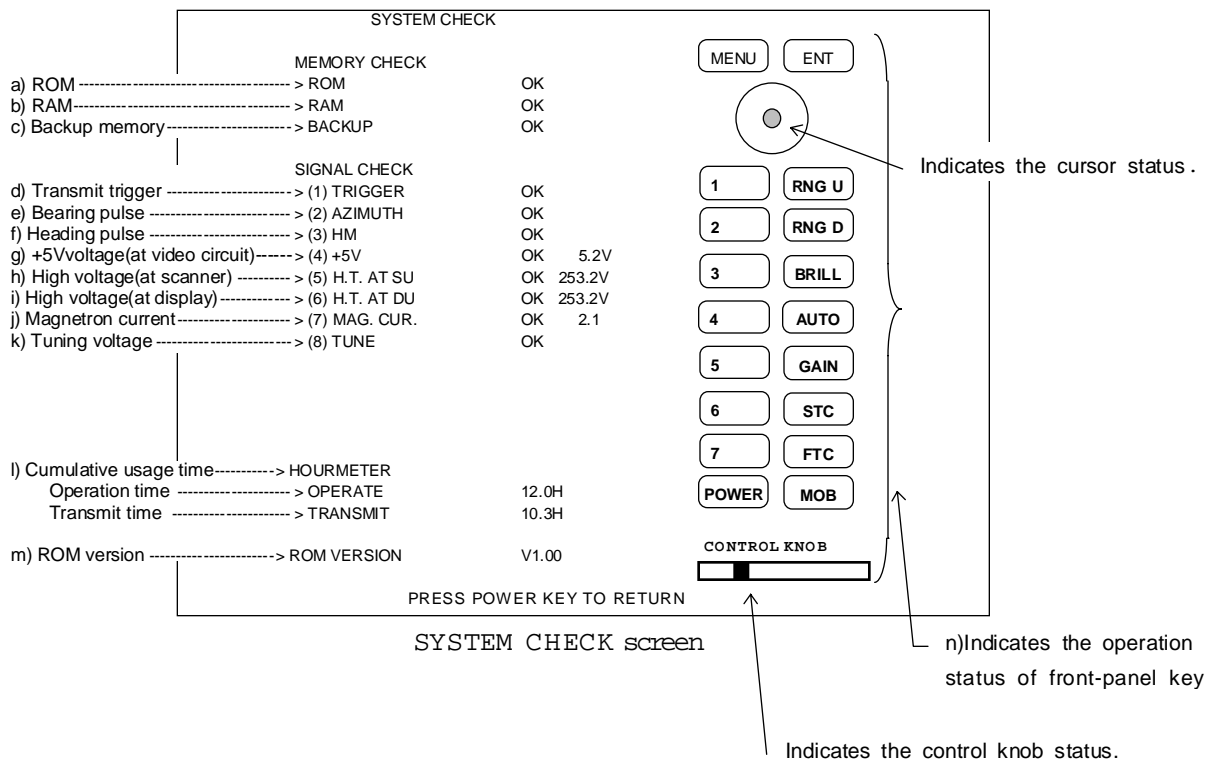 SYSTEM CHECK
MEMORY CHECK
a) ROM ---------------------------------------- > ROM OK
b) RAM----------------------------------------- > RAM OK
c) Backup memory------------------------ > BACKUP OK
SIGNAL CHECK
d) Transmit trigger ------------------------ > (1) TRIGGER OK
e) Bearing pulse --------------------------- > (2) AZIMUTH OK
f) Heading pulse --------------------------- > (3) HM OK
g) +5Vvoltage(at video circuit)------ > (4) +5V OK 5.2V
h) High voltage(at scanner) ---------- > (5) H.T. AT SU OK 253.2V
i) High voltage(at display)------------- > (6) H.T. AT DU OK 253.2V
j) Magnetron current--------------------- > (7) MAG. CUR. OK 2.1
k) Tuning voltage ------------------------- > (8) TUNE OK
l) Cumulative usage time-----------> HOURMETER
Operation time --------------------- > OPERATE 12.0H
Transmit time ---------------------- > TRANSMIT 10.3H
m) ROM version -----------------------> ROM VERSION V1.00
PRESS POWER KEY TO RETURN
MENU ENT
1 RNG U
2 RNG D
3 BRILL
4 AUTO
5 GAIN
6 STC
7 FTC
POWER MOB
CONTROL KNOB
Indicates the cursor status.
SYSTEM CHECK screen
n)Indicates the operation
status of front-panel key
Indicates the control knob status.